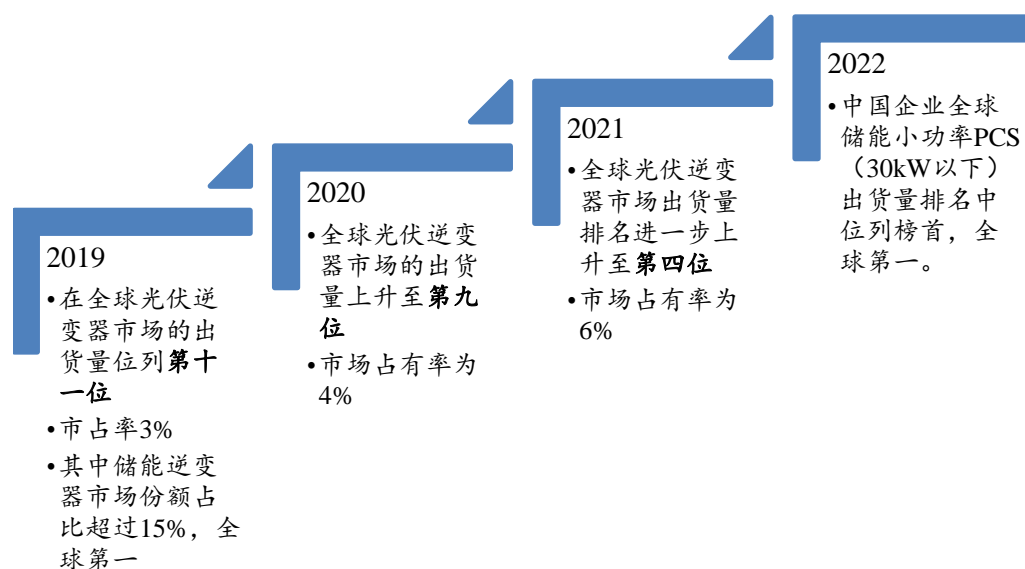 2019
•在全球光伏逆
变器市场的出
货量位列第十
一位
•市占率3%
•其中储能逆变
器市场份额占
比超过15%，全
球第一
2020
•全球光伏逆变
器市场的出货
量上升至第九
位
•市场占有率为
4%
2021
•全球光伏逆变
器市场出货量
排名进一步上
升至第四位
•市场占有率为
6%
2022
•中国企业全球
储能小功率PCS
（30kW以下）
出货量排名中
位列榜首，全
球第一。